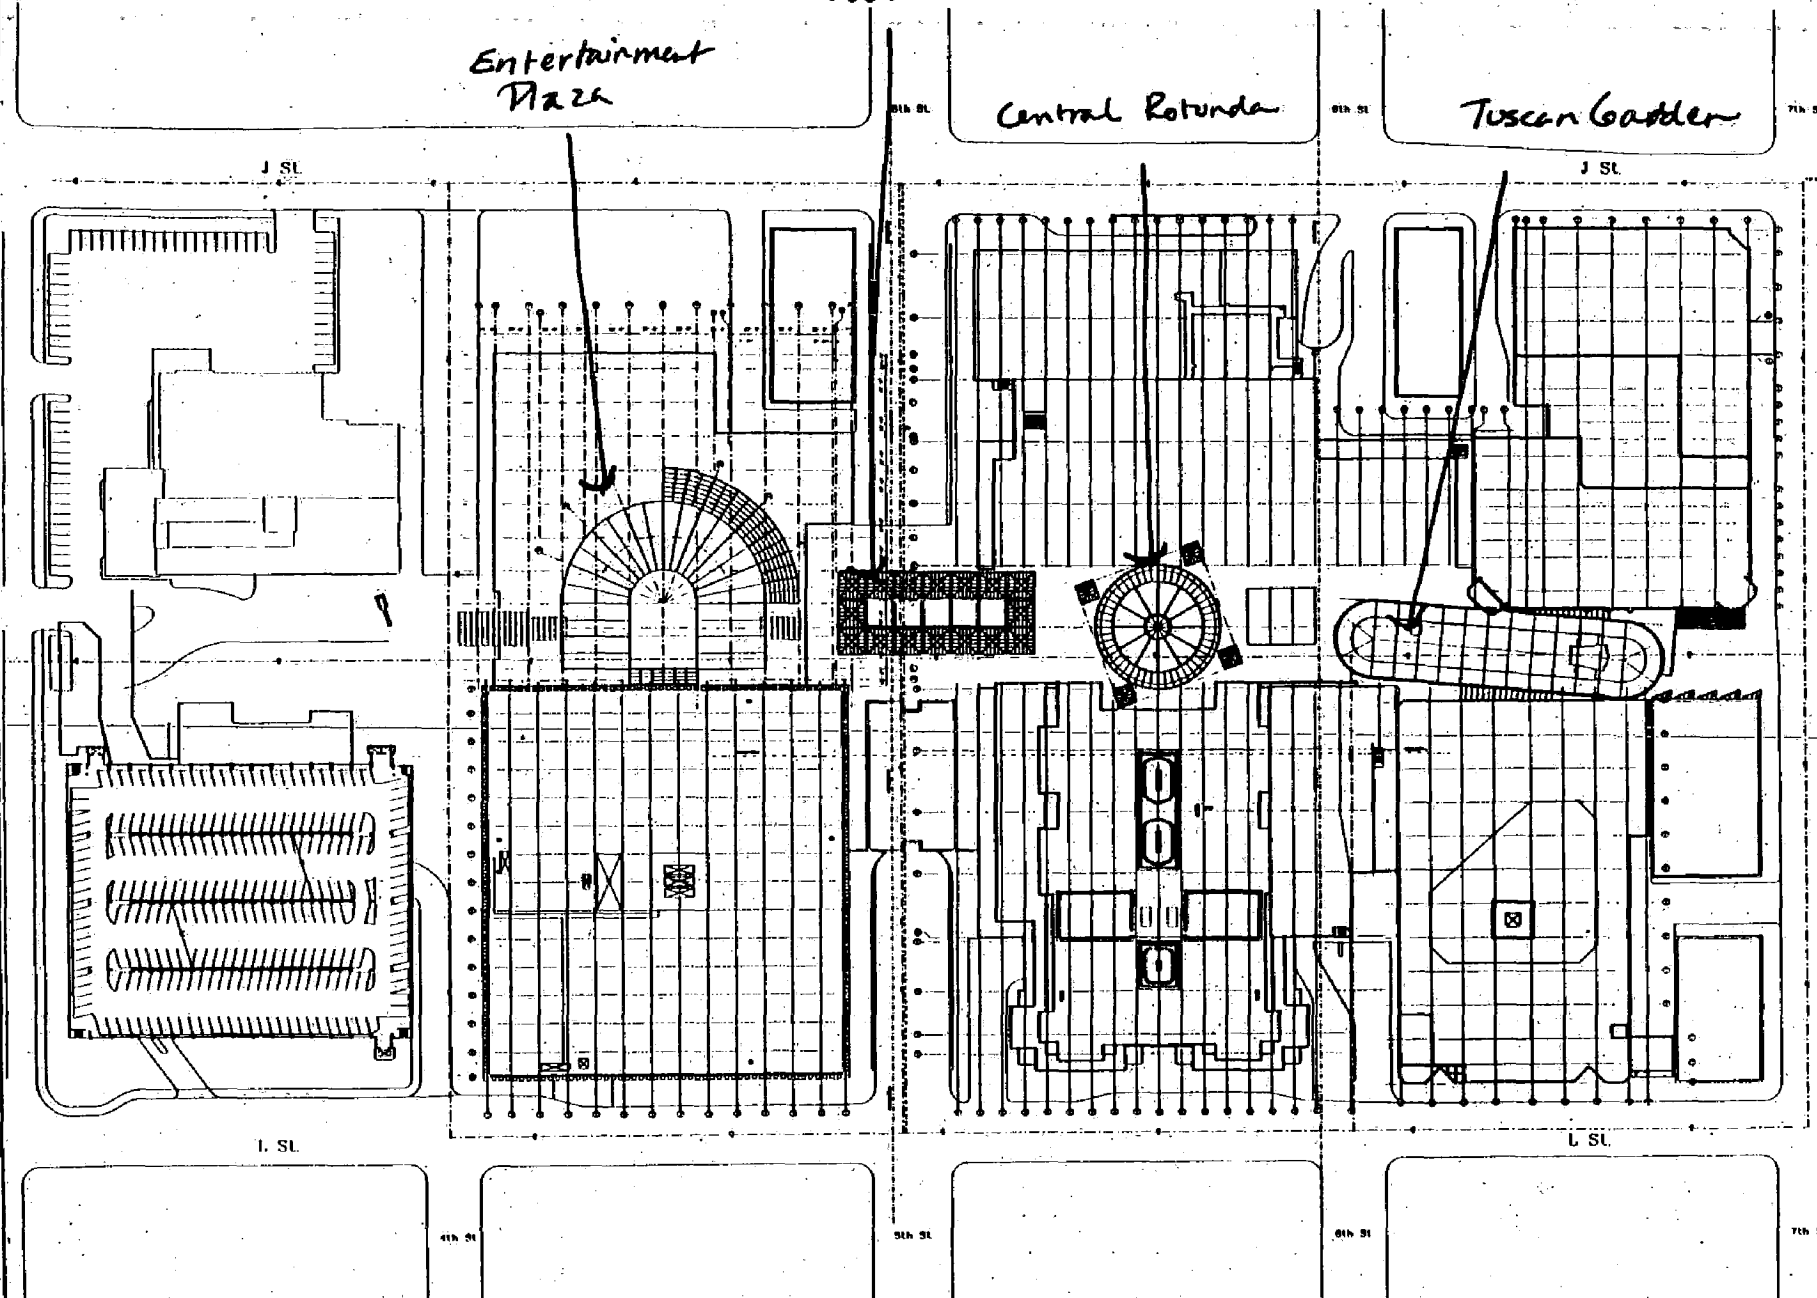 Entertainment
Plaza
Central Rotunda
Tuscan Garden
5th St.
6th St
7th S
J St.
J St.
L St.
L St.
4th St
5th St.
6th St
7th